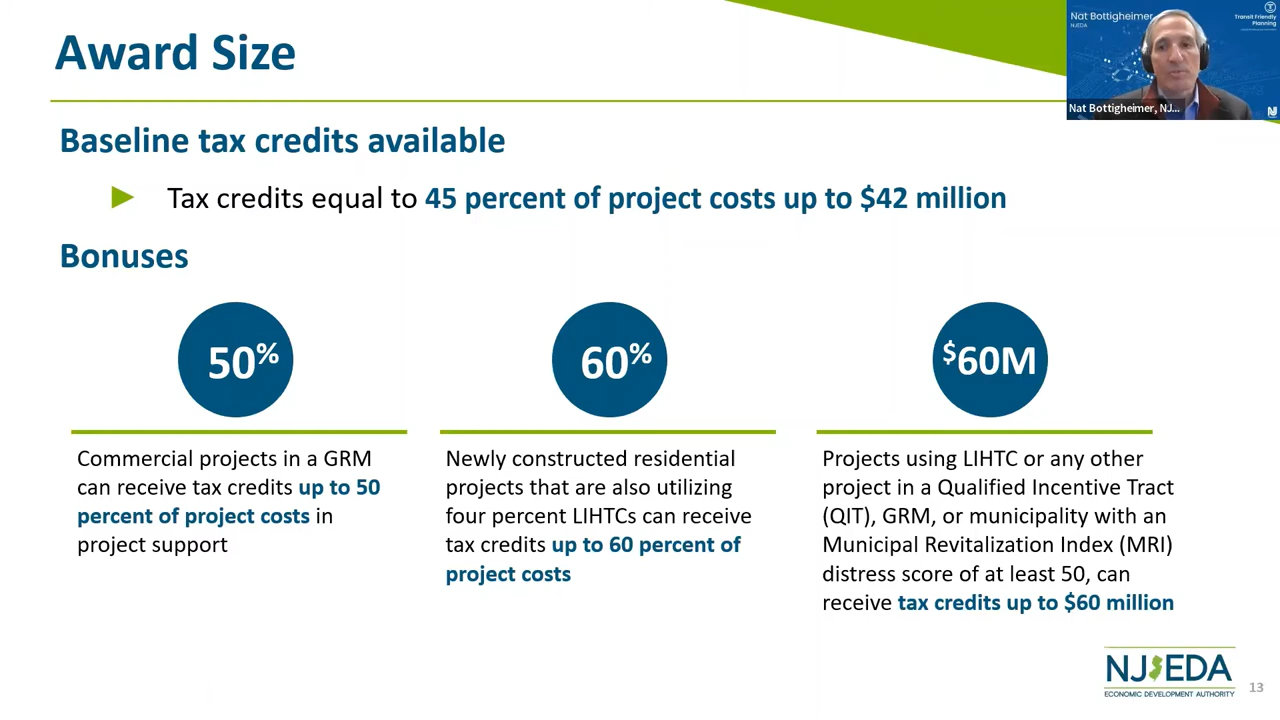 Award Size
Nat Bottigheimer
NJEDA
Transit Friendly
Planning
Nat Bottigheimer, NJ...
Baseline tax credits available
Tax credits equal to 45 percent of project costs up to $42 million
Bonuses
50%
Commercial projects in a GRM
can receive tax credits up to 50
percent of project costs in
project support
60%
Newly constructed residential
projects that are also utilizing
four percent LIHTCs can receive
tax credits up to 60 percent of
project costs
$60M
Projects using LIHTC or any other
project in a Qualified Incentive Tract
(QIT), GRM, or municipality with an
Municipal Revitalization Index (MRI)
distress score of at least 50, can
receive tax credits up to $60 million
NJEDA
ECONOMIC DEVELOPMENT AUTHORITY
13